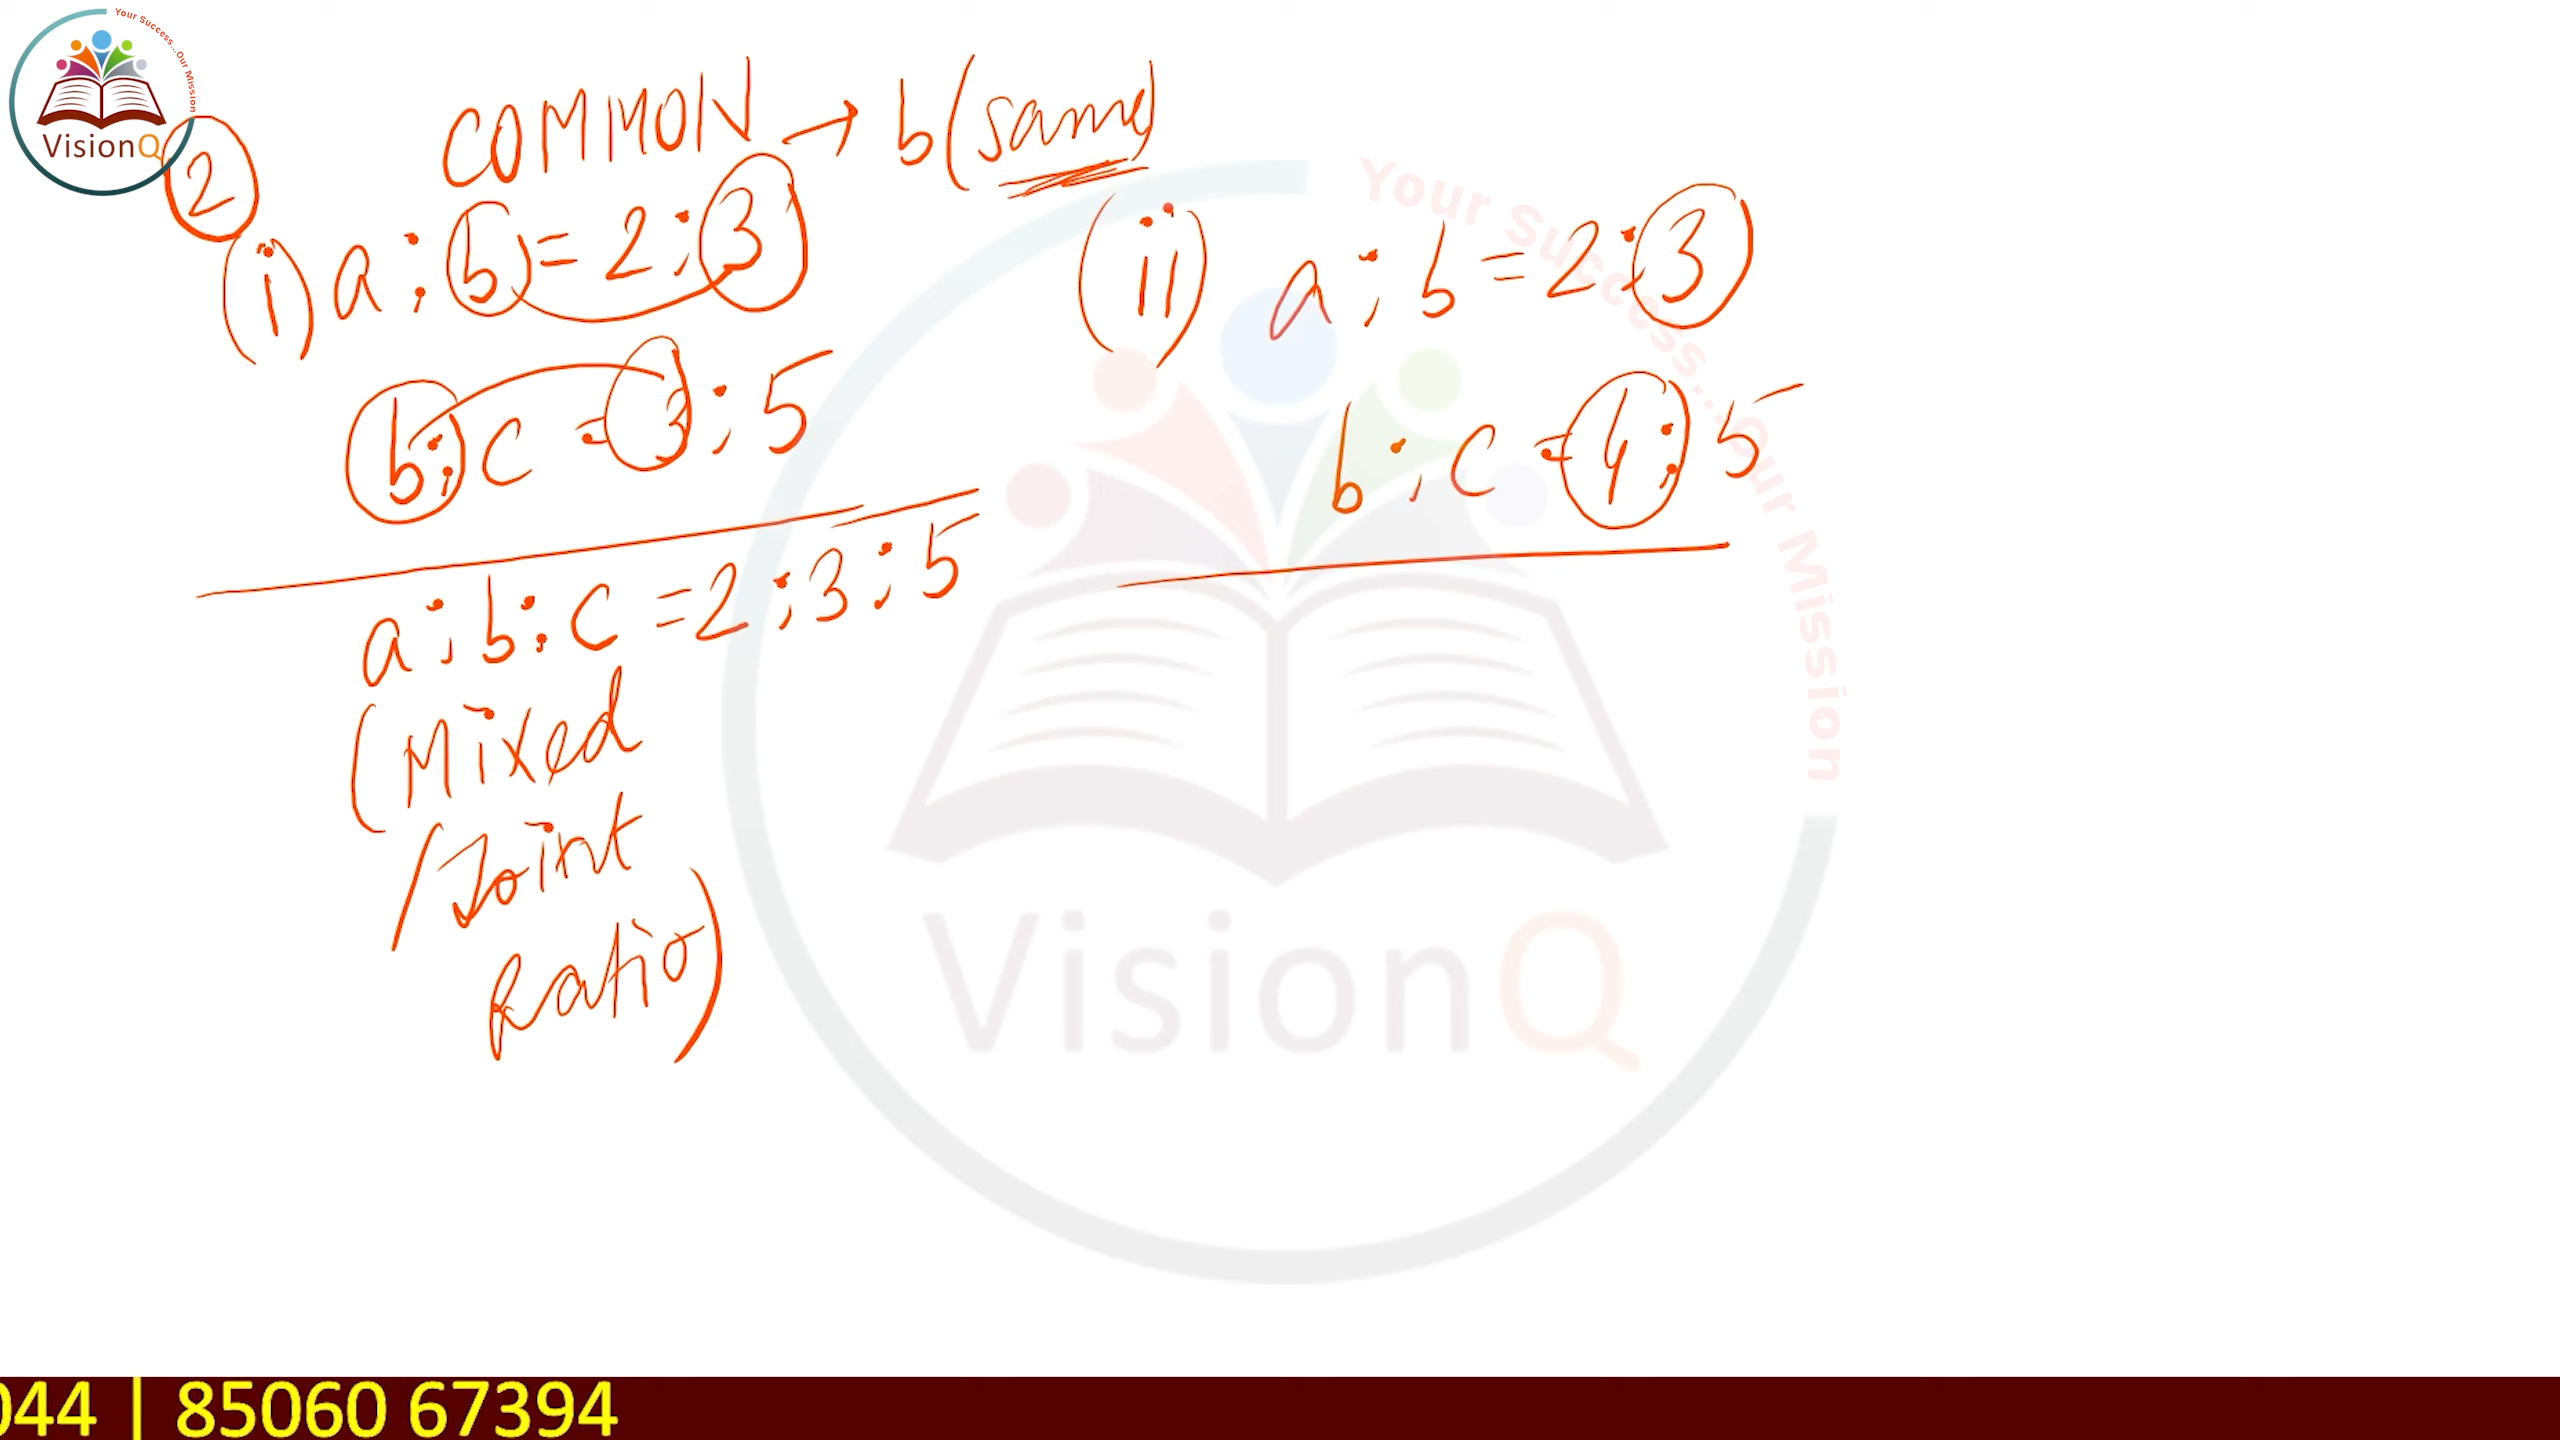 Your Success...Our Mission
VisionQ
2
COMMON → b (same)
(i) a : b = 2 : 3
b : c = 3 : 5
a : b : c = 2 : 3 : 5
(Mixed
/Joint
Ratio)
(ii) a : b = 2 : 3
b : c = 4 : 5
Your Success...Our Mission
VisionQ
044 | 85060 67394